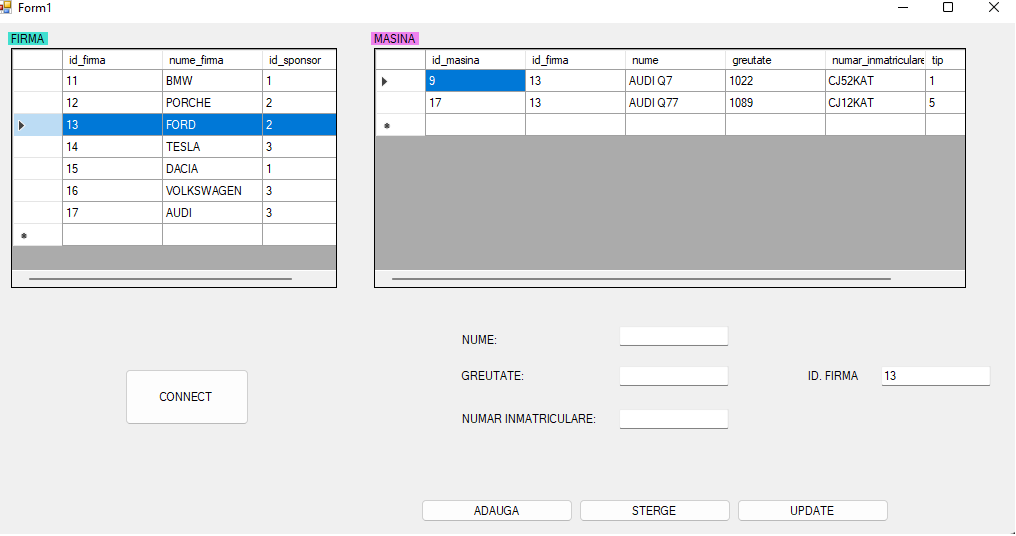 Form1
FIRMA
id_firma nume_firma id_sponsor
11 BMW 1
12 PORCHE 2
13 FORD 2
14 TESLA 3
15 DACIA 1
16 VOLKSWAGEN 3
17 AUDI 3
MASINA
id_masina id_firma nume greutate numar_inmatriculare tip
9 13 AUDI Q7 1022 CJ52KAT 1
17 13 AUDI Q77 1089 CJ12KAT 5
NUME:
GREUTATE:
ID. FIRMA 13
CONNECT
NUMAR INMATRICULARE:
ADAUGA STERGE UPDATE